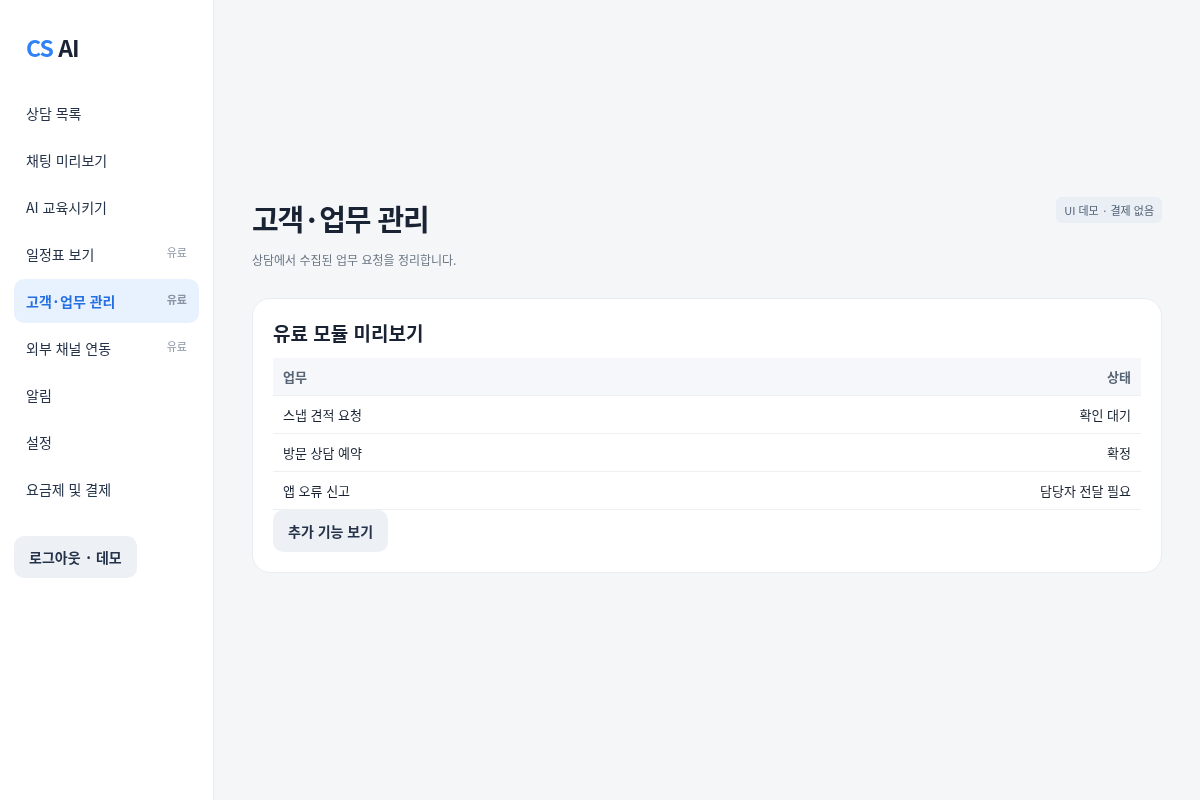 CS AI
상담 목록
채팅 미리보기
AI 교육시키기
일정표 보기 유료
고객·업무 관리 유료
외부 채널 연동 유료
알림
설정
요금제 및 결제
로그아웃 · 데모
고객·업무 관리
UI 데모 · 결제 없음
상담에서 수집된 업무 요청을 정리합니다.
유료 모듈 미리보기
업무 상태
스냅 견적 요청 확인 대기
방문 상담 예약 확정
앱 오류 신고 담당자 전달 필요
추가 기능 보기